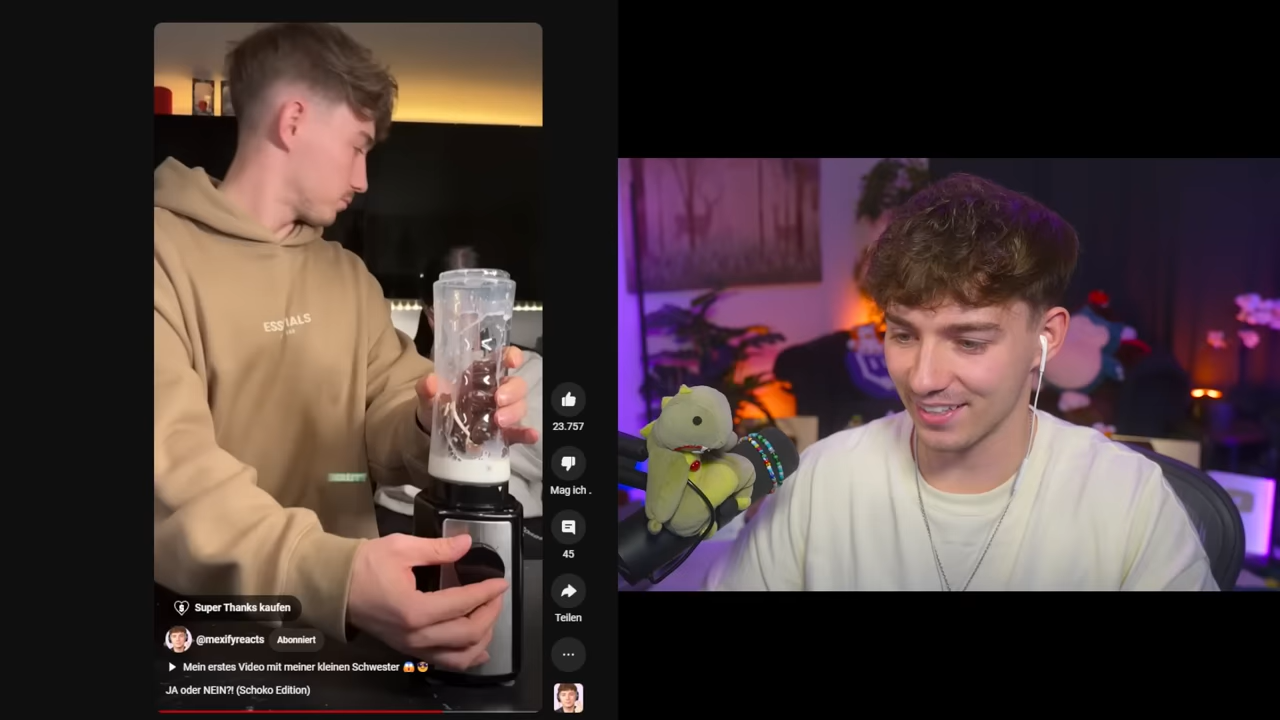 ESSENTIALS
23.757
Mag ich .
45
Teilen
Super Thanks kaufen
@mexifyreacts
Abonniert
Mein erstes Video mit meiner kleinen Schwester 😱 😎
JA oder NEIN?! (Schoko Edition)